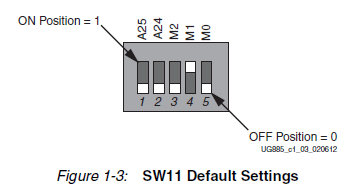 ON Position = 1
A25 A24 M2 M1 M0
1 2 3 4 5
OFF Position = 0
UG885_c1_03_020612
Figure 1-3: SW11 Default Settings